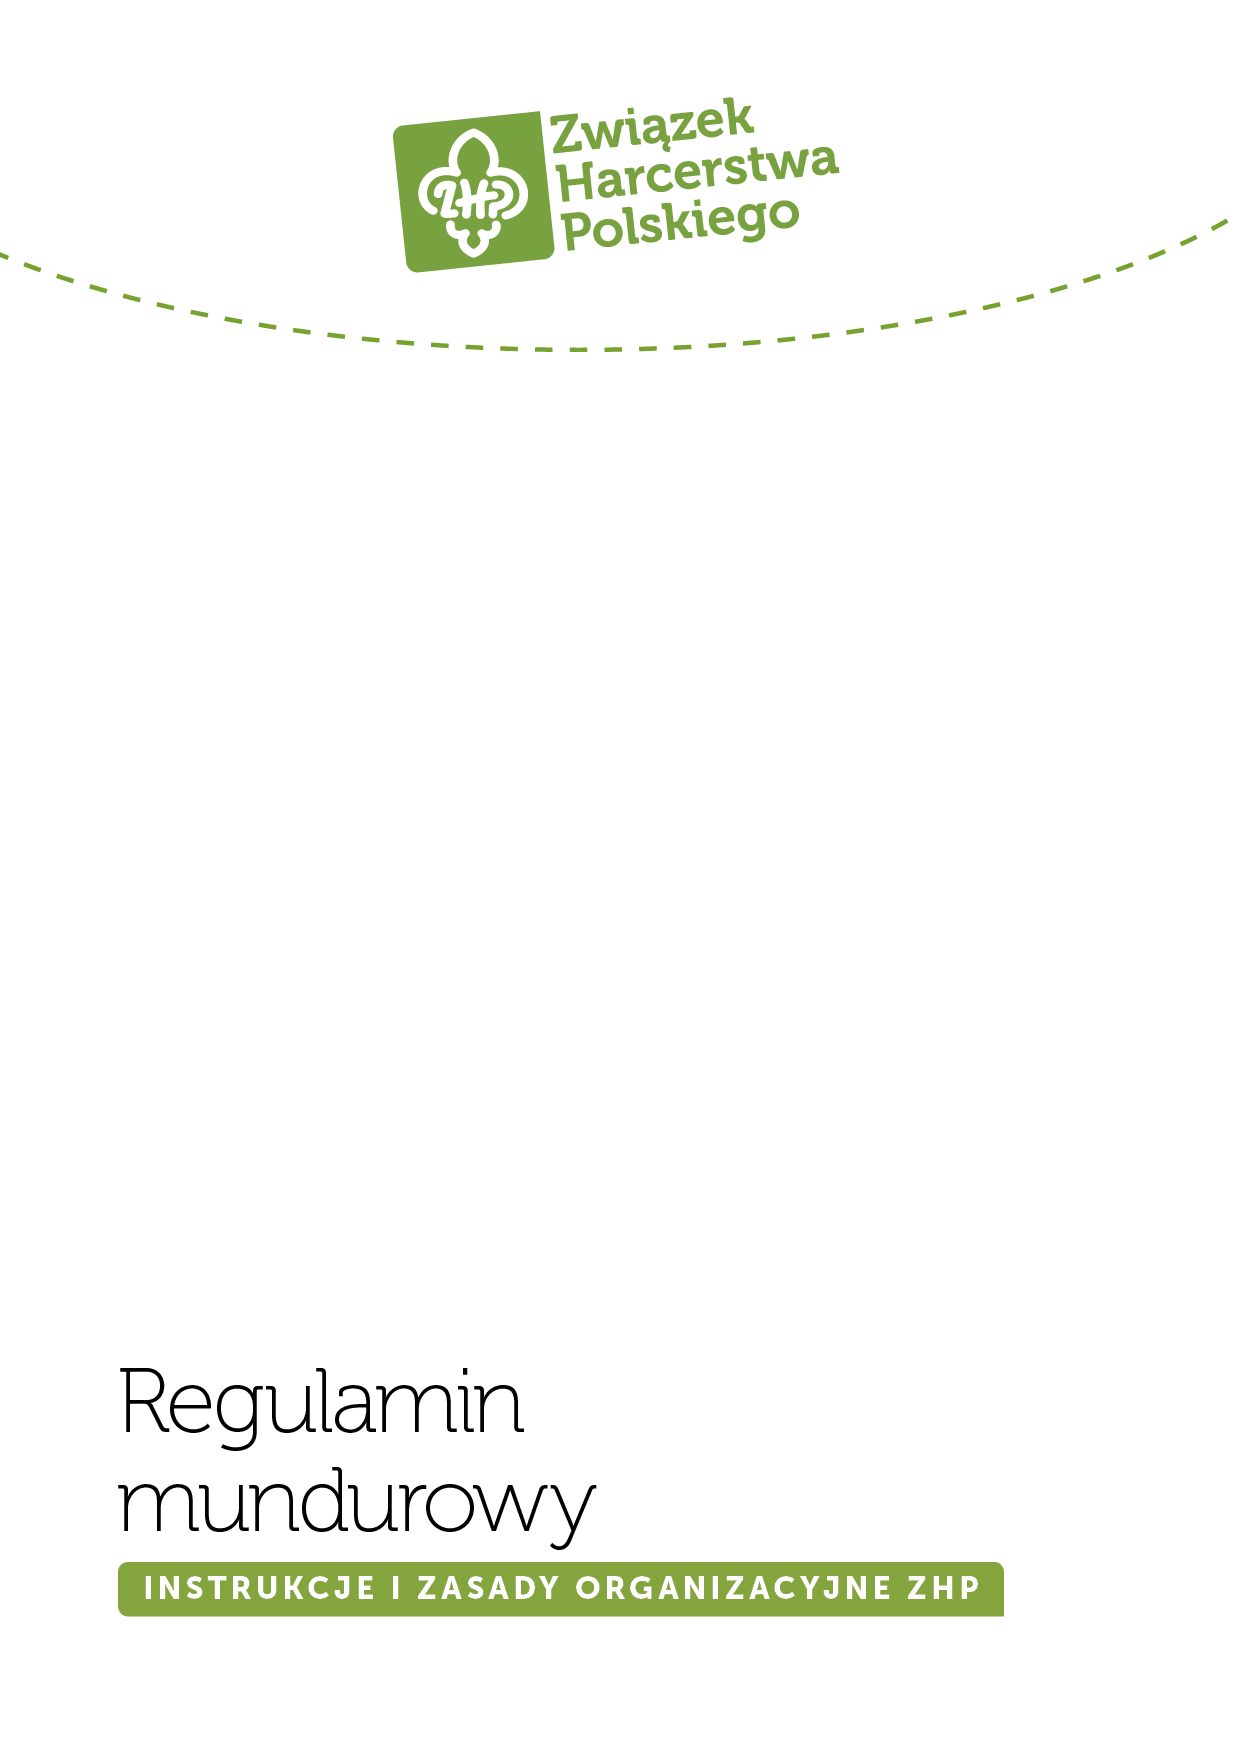 ZHP
Związek
Harcerstwa
Polskiego
Regulamin
mundurowy
INSTRUKCJE I ZASADY ORGANIZACYJNE ZHP